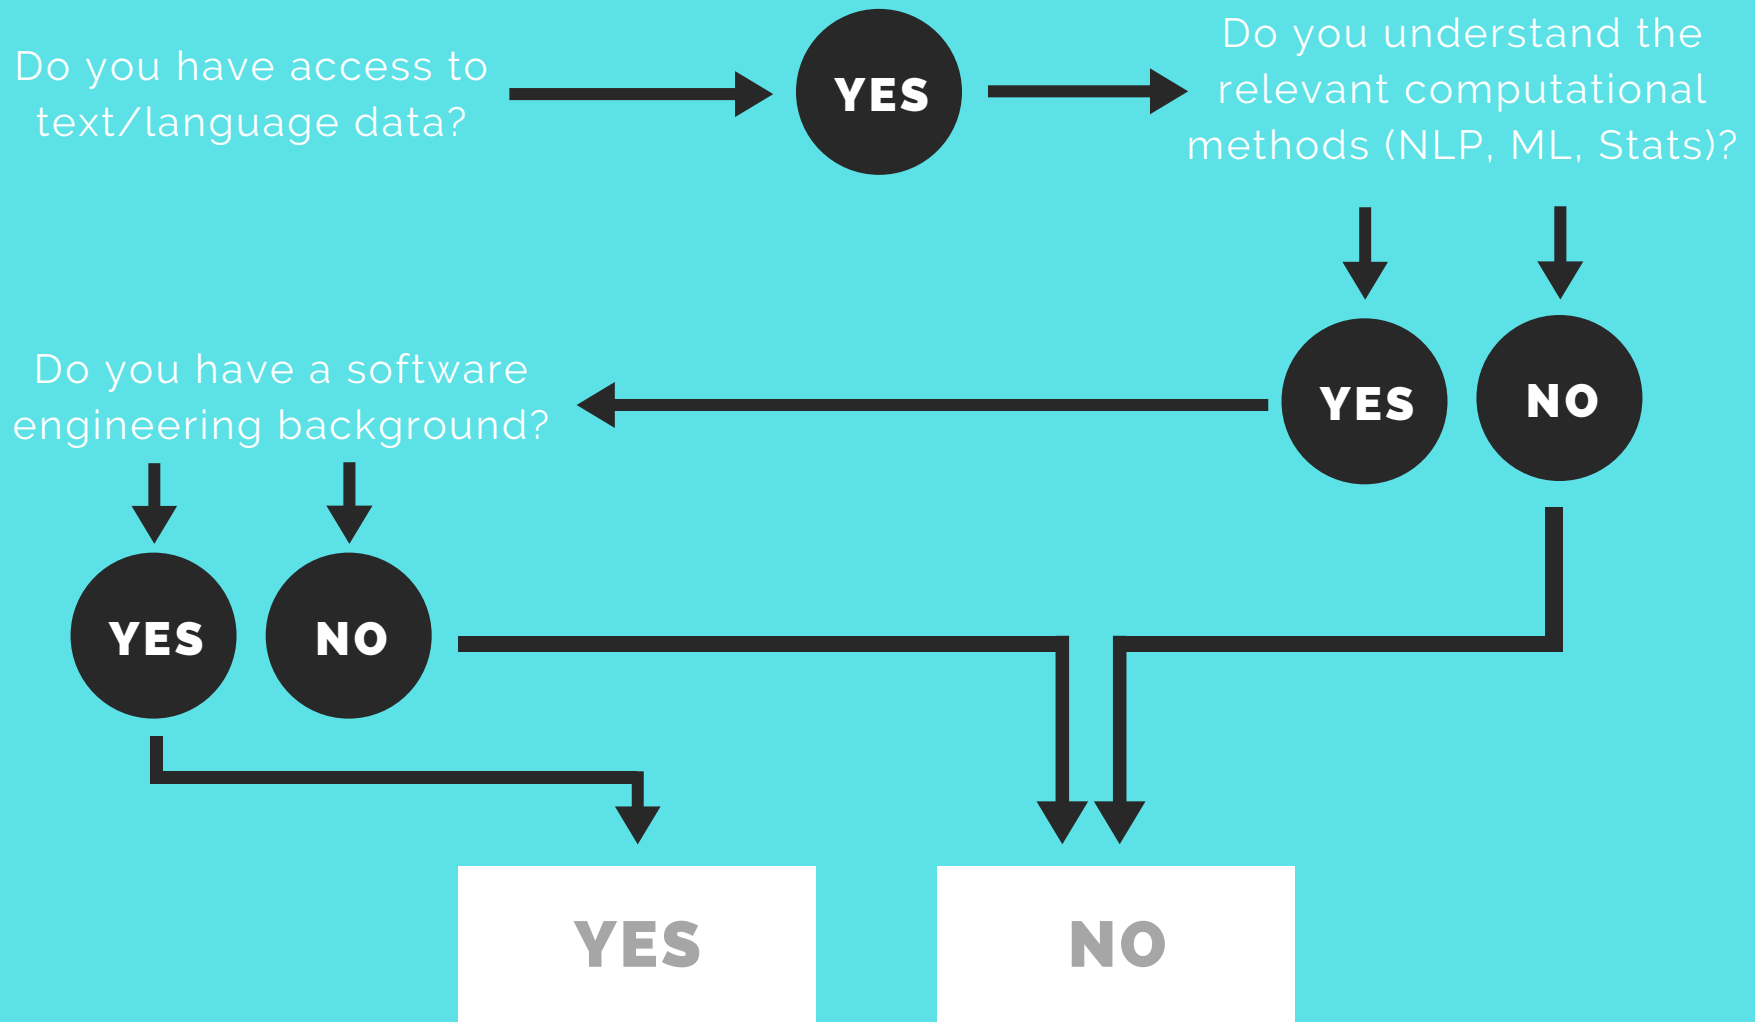 Do you have access to
text/language data?
YES
Do you understand the
relevant computational
methods (NLP, ML, Stats)?
YES
NO
Do you have a software
engineering background?
YES
NO
YES
NO